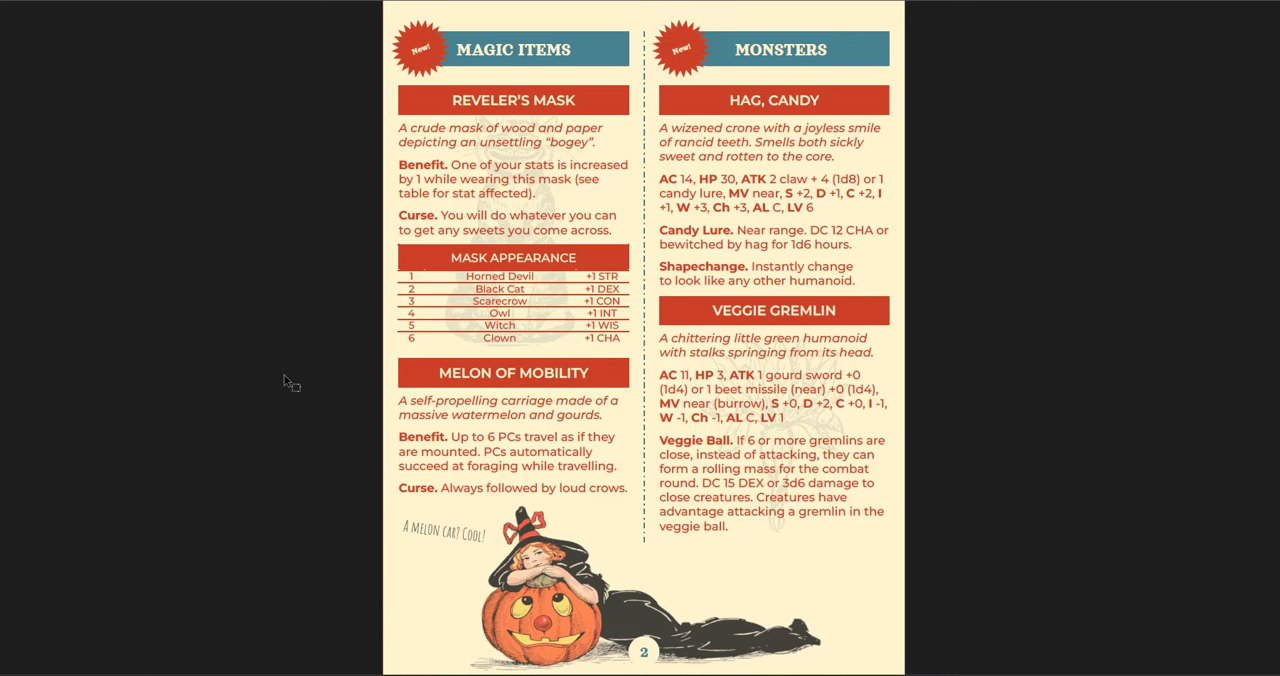 New!
MAGIC ITEMS
REVELER'S MASK
A crude mask of wood and paper
depicting an unsettling “bogey”.
Benefit. One of your stats is increased
by 1 while wearing this mask (see
table for stat affected).
Curse. You will do whatever you can
to get any sweets you come across.
MASK APPEARANCE
1 Horned Devil +1 STR
2 Black Cat +1 DEX
3 Scarecrow +1 CON
4 Owl +1 INT
5 Witch +1 WIS
6 Clown +1 CHA
MELON OF MOBILITY
A self-propelling carriage made of a
massive watermelon and gourds.
Benefit. Up to 6 PCs travel as if they
are mounted. PCs automatically
succeed at foraging while travelling.
Curse. Always followed by loud crows.
A MELON CAR? COOL!
New!
MONSTERS
HAG, CANDY
A wizened crone with a joyless smile
of rancid teeth. Smells both sickly
sweet and rotten to the core.
AC 14, HP 30, ATK 2 claw + 4 (1d8) or 1
candy lure, MV near, S +2, D +1, C +2, I
+1, W +3, Ch +3, AL C, LV 6
Candy Lure. Near range. DC 12 CHA or
bewitched by hag for 1d6 hours.
Shapechange. Instantly change
to look like any other humanoid.
VEGGIE GREMLIN
A chittering little green humanoid
with stalks springing from its head.
AC 11, HP 3, ATK 1 gourd sword +0
(1d4) or 1 beet missile (near) +0 (1d4),
MV near (burrow), S +0, D +2, C +0, I -1,
W -1, Ch -1, AL C, LV 1
Veggie Ball. If 6 or more gremlins are
close, instead of attacking, they can
form a rolling mass for the combat
round. DC 15 DEX or 3d6 damage to
close creatures. Creatures have
advantage attacking a gremlin in the
veggie ball.
2